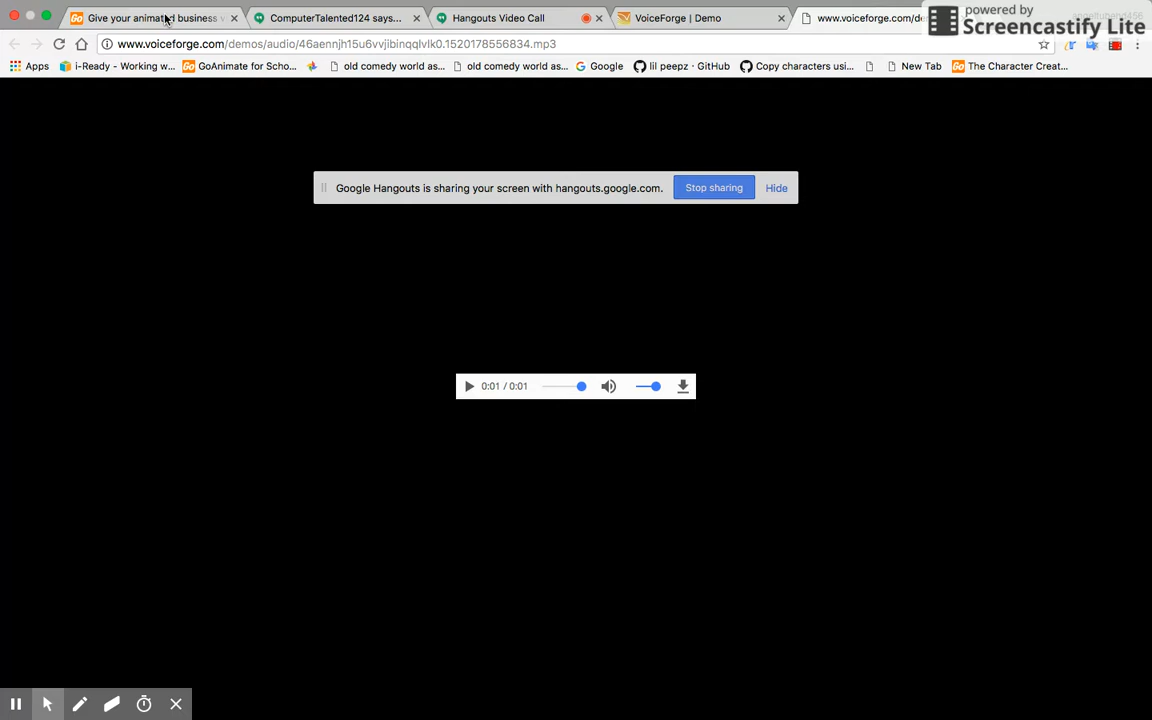 Give your animated business v
ComputerTalented124 says...
Hangouts Video Call
VoiceForge | Demo
www.voiceforge.com/de
powered by
Screencastify Lite
www.voiceforge.com/demos/audio/46aennjh15u6vvjibinqqlvlk0.1520178556834.mp3
Apps
i-Ready - Working w...
Go GoAnimate for Scho...
old comedy world as...
old comedy world as...
Google
lil peepz · GitHub
Copy characters usi...
New Tab
Go The Character Creat...
Google Hangouts is sharing your screen with hangouts.google.com.
Stop sharing
Hide
0:01 / 0:01